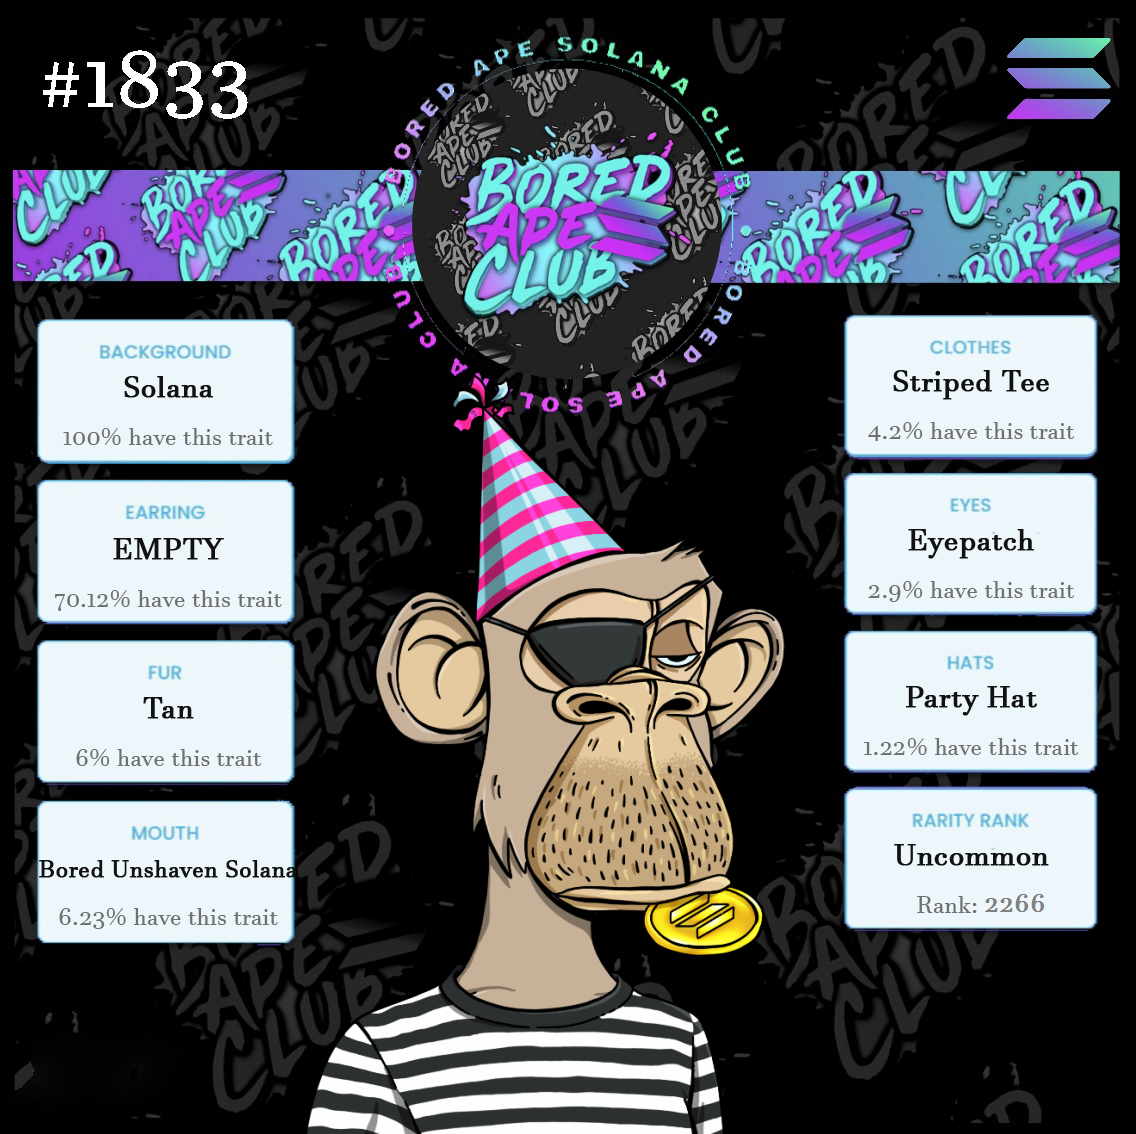 #1833
BORED APE SOLANA CLUB
BORED APE SOLANA CLUB
BORED
APE
CLUB
BACKGROUND
Solana
100% have this trait
EARRING
EMPTY
70.12% have this trait
FUR
Tan
6% have this trait
MOUTH
Bored Unshaven Solana
6.23% have this trait
CLOTHES
Striped Tee
4.2% have this trait
EYES
Eyepatch
2.9% have this trait
HATS
Party Hat
1.22% have this trait
RARITY RANK
Uncommon
Rank: 2266